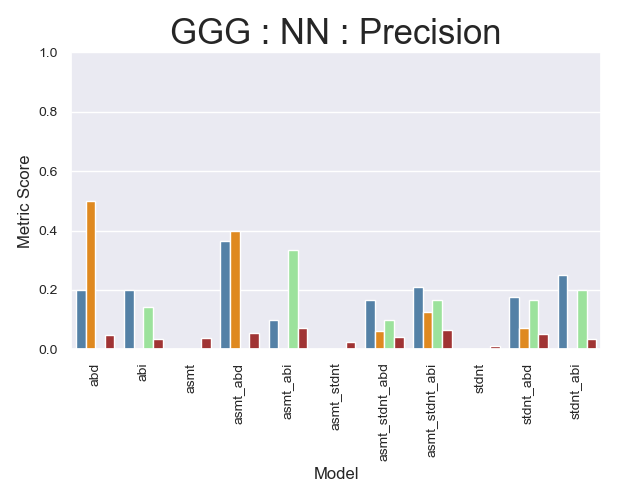 GGG : NN : Precision
1.0
0.8
0.6
0.4
0.2
0.0
Metric Score
abd
abi
asmt
asmt_abd
asmt_abi
asmt_stdnt
asmt_stdnt_abd
asmt_stdnt_abi
stdnt
stdnt_abd
stdnt_abi
Model